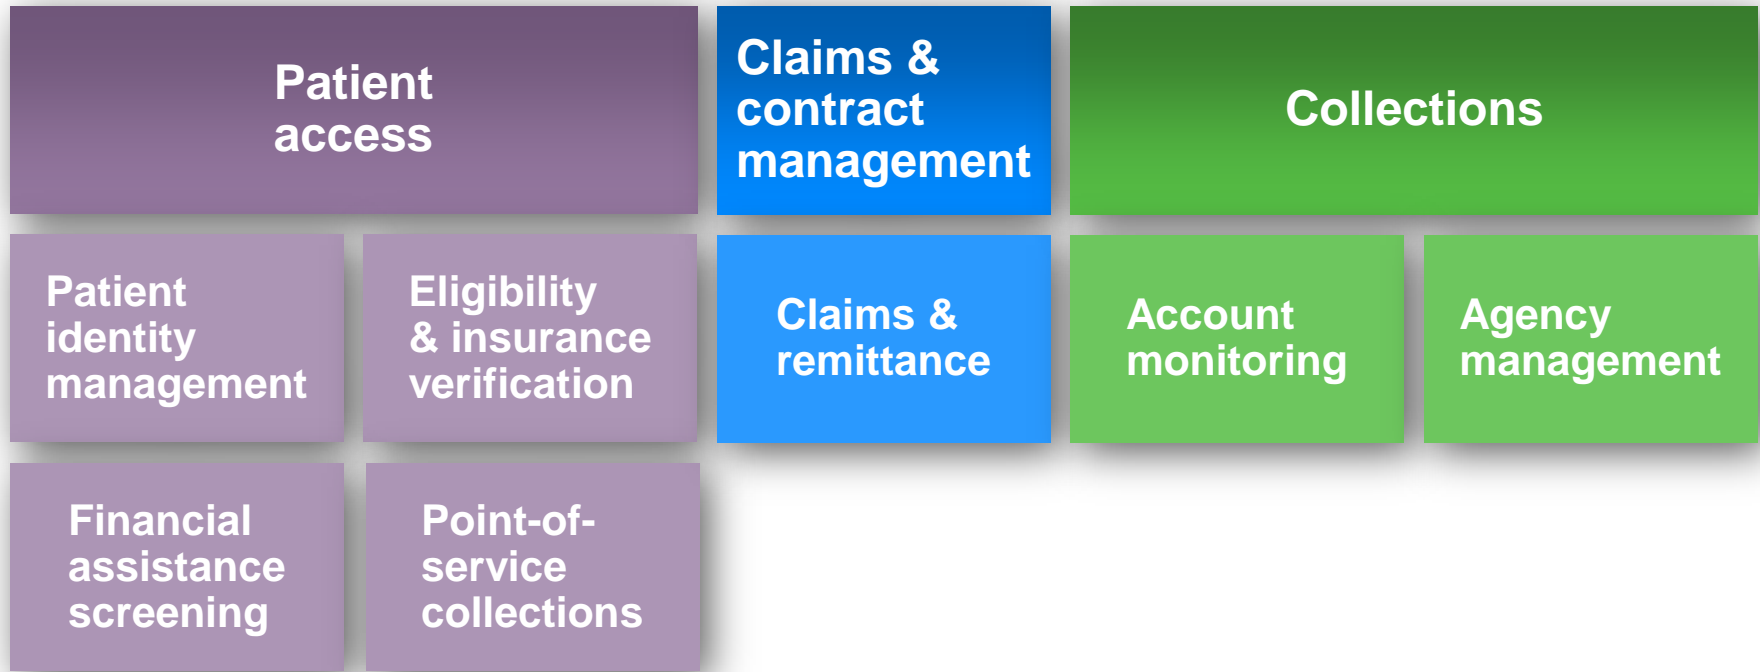 Patient
access
Claims &
contract
management
Collections
Patient
identity
management
Eligibility
& insurance
verification
Claims &
remittance
Account
monitoring
Agency
management
Financial
assistance
screening
Point-of-
service
collections